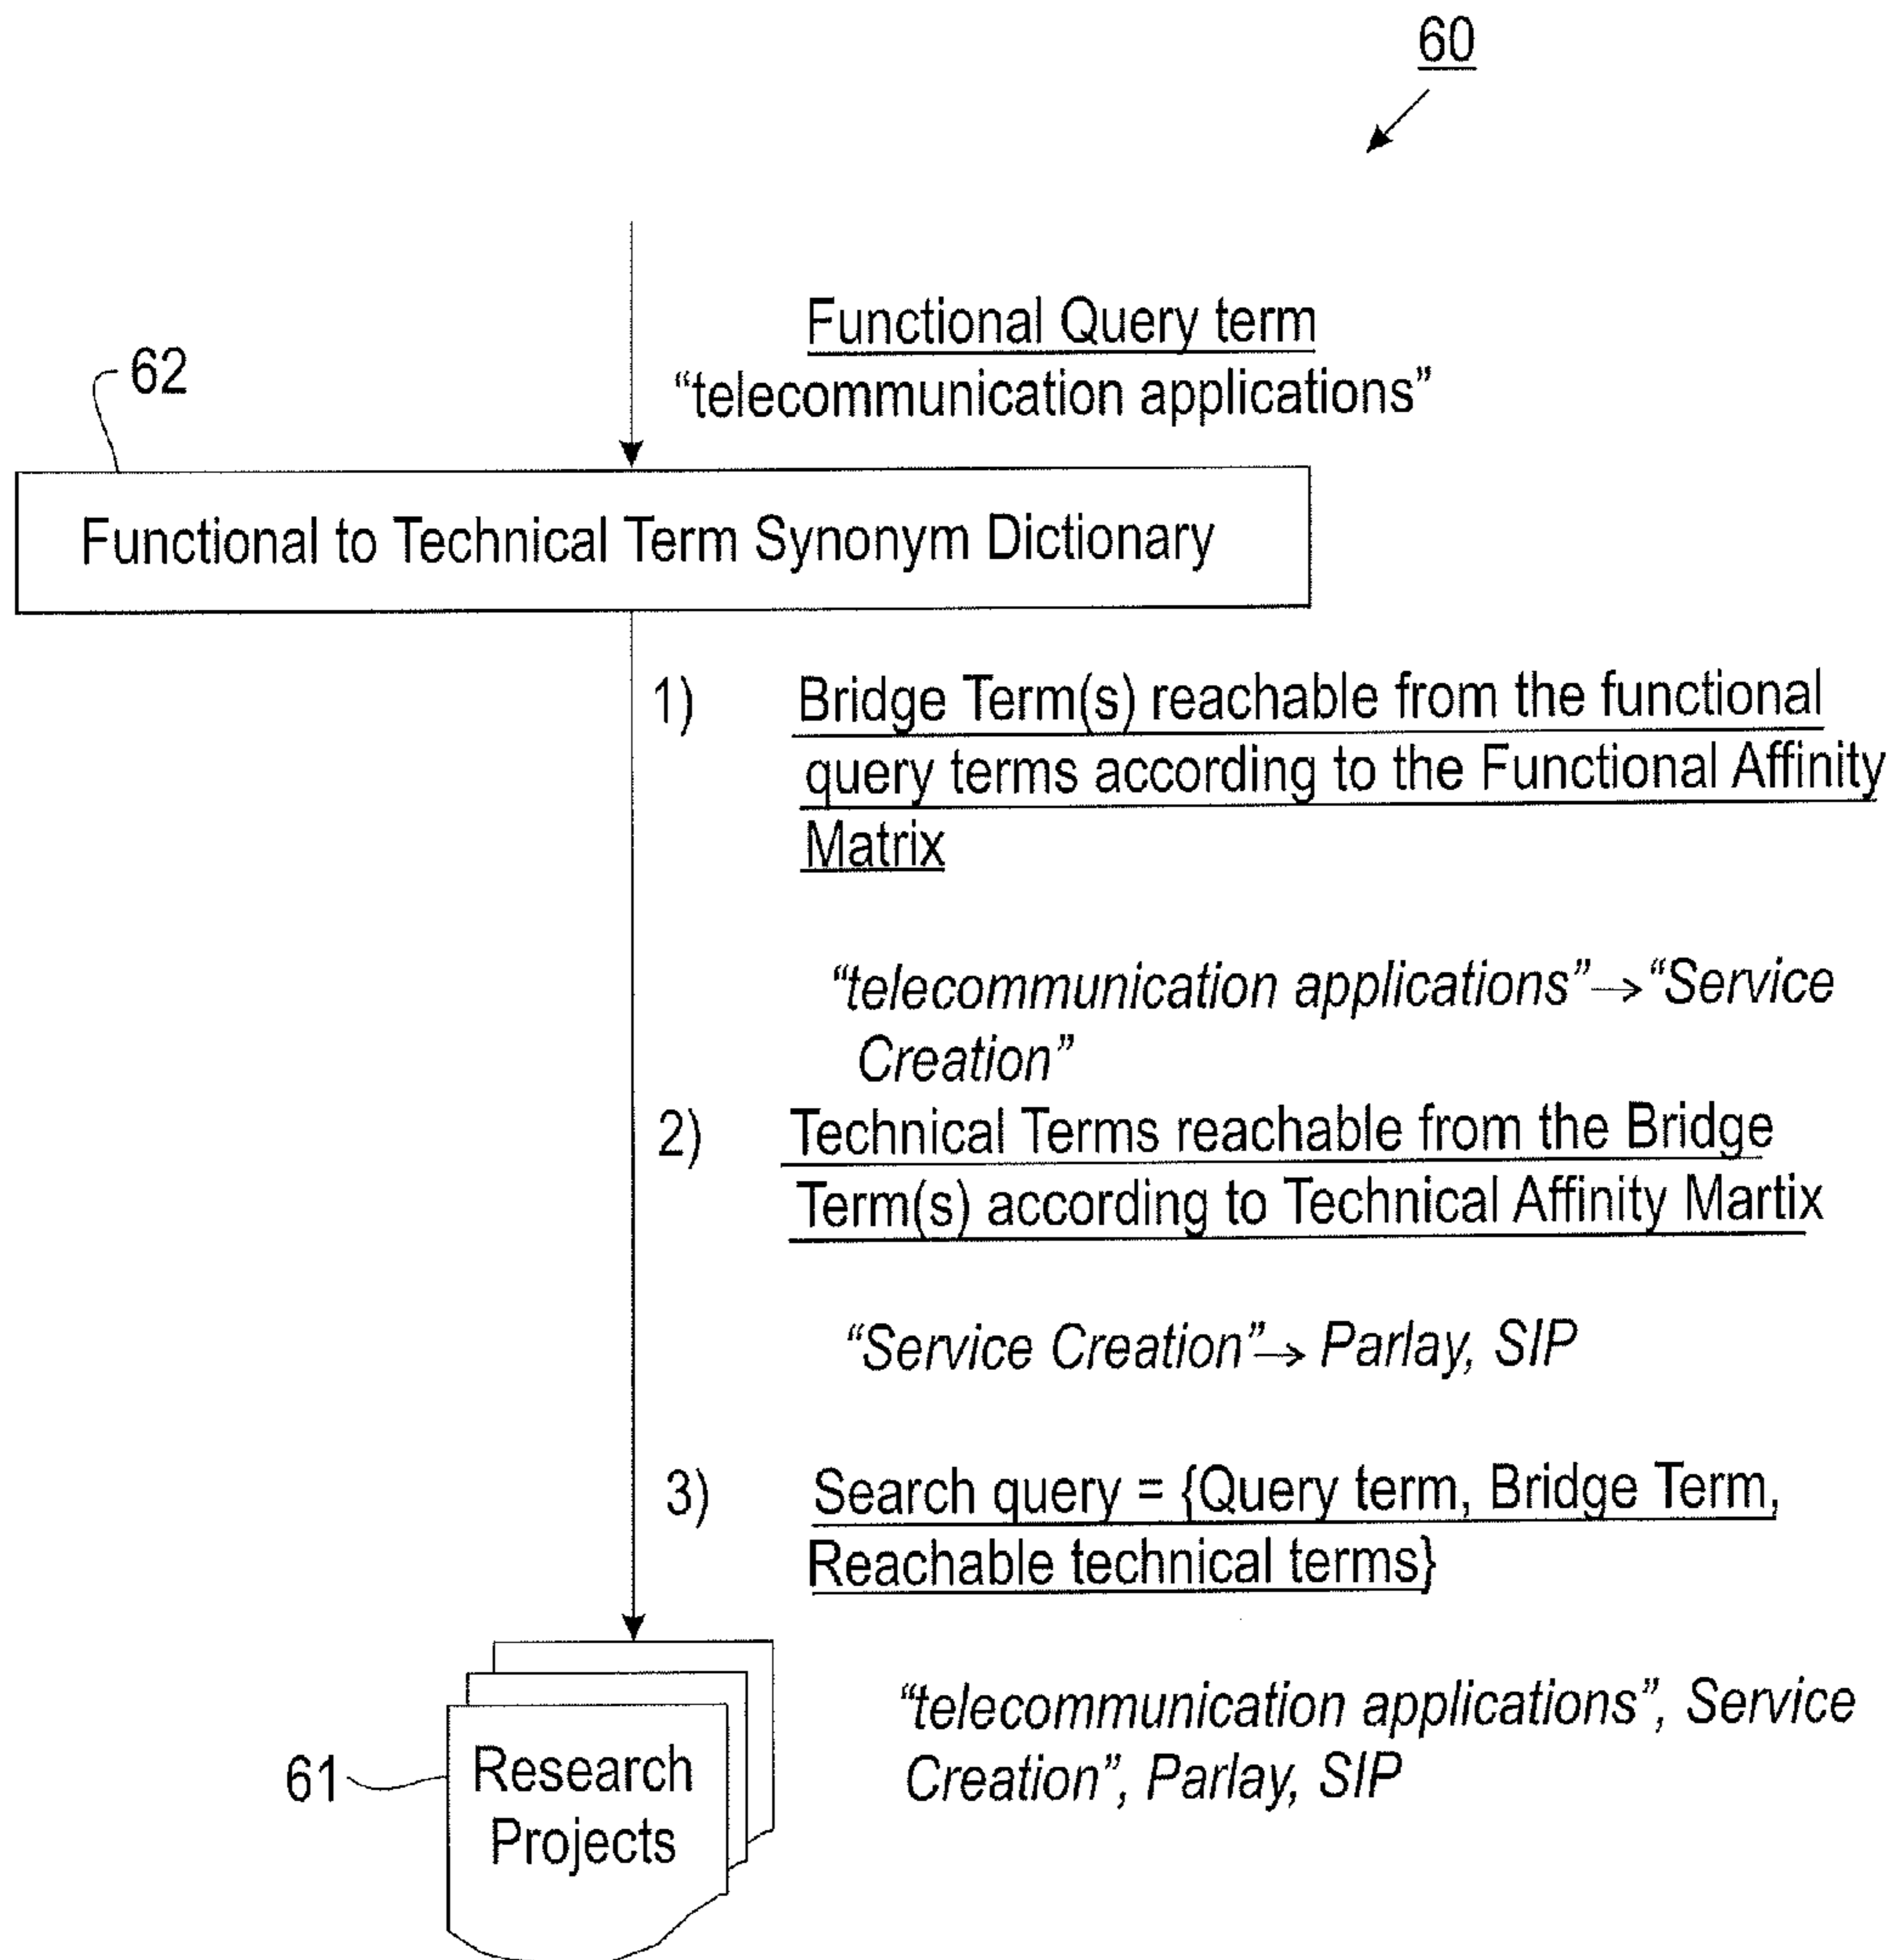 60
Functional Query term
“telecommunication applications”
62
Functional to Technical Term Synonym Dictionary
1) Bridge Term(s) reachable from the functional
query terms according to the Functional Affinity
Matrix
“telecommunication applications”→“Service
Creation”
2) Technical Terms reachable from the Bridge
Term(s) according to Technical Affinity Martix
“Service Creation”→ Parlay, SIP
3) Search query = {Query term, Bridge Term,
Reachable technical terms}
“telecommunication applications”, Service
Creation”, Parlay, SIP
61
Research
Projects